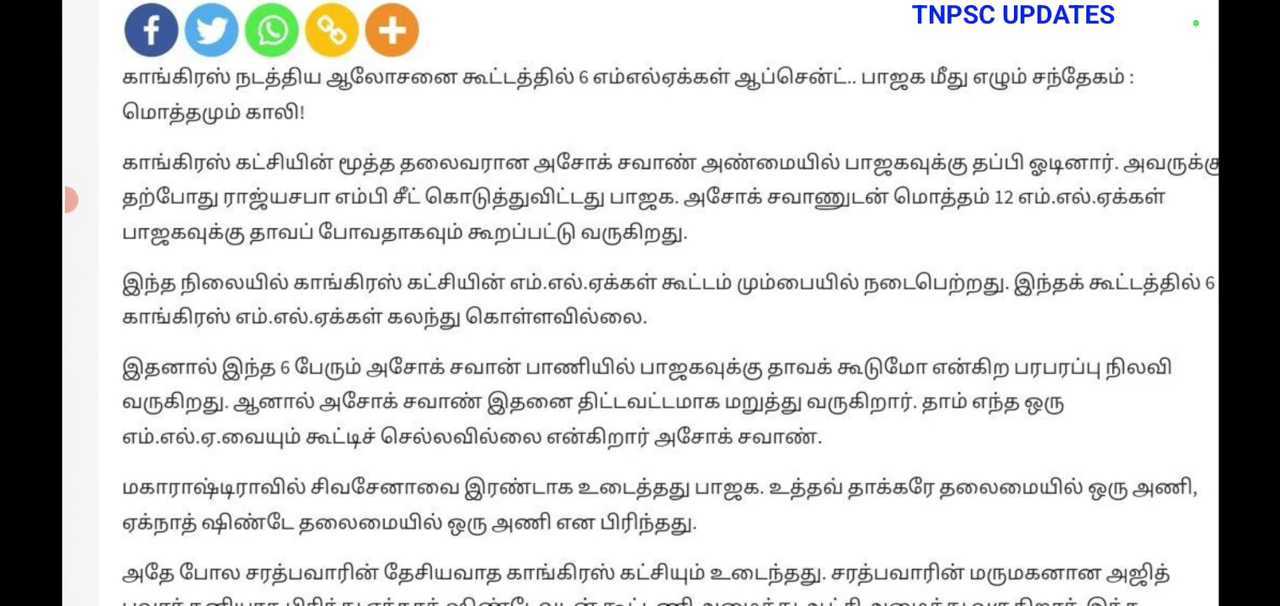 TNPSC UPDATES
காங்கிரஸ் நடத்திய ஆலோசனை கூட்டத்தில் 6 எம்எல்ஏக்கள் ஆப்சென்ட்.. பாஜக மீது எழும் சந்தேகம் :
மொத்தமும் காலி!
காங்கிரஸ் கட்சியின் மூத்த தலைவரான அசோக் சவாண் அண்மையில் பாஜகவுக்கு தப்பி ஓடினார். அவருக்கு
தற்போது ராஜ்யசபா எம்பி சீட் கொடுத்துவிட்டது பாஜக. அசோக் சவாணுடன் மொத்தம் 12 எம்.எல்.ஏக்கள்
பாஜகவுக்கு தாவப் போவதாகவும் கூறப்பட்டு வருகிறது.
இந்த நிலையில் காங்கிரஸ் கட்சியின் எம்.எல்.ஏக்கள் கூட்டம் மும்பையில் நடைபெற்றது. இந்தக் கூட்டத்தில் 6
காங்கிரஸ் எம்.எல்.ஏக்கள் கலந்து கொள்ளவில்லை.
இதனால் இந்த 6 பேரும் அசோக் சவான் பாணியில் பாஜகவுக்கு தாவக் கூடுமோ என்கிற பரபரப்பு நிலவி
வருகிறது. ஆனால் அசோக் சவாண் இதனை திட்டவட்டமாக மறுத்து வருகிறார். தாம் எந்த ஒரு
எம்.எல்.ஏ.வையும் கூட்டிச் செல்லவில்லை என்கிறார் அசோக் சவாண்.
மகாராஷ்டிராவில் சிவசேனாவை இரண்டாக உடைத்தது பாஜக. உத்தவ் தாக்கரே தலைமையில் ஒரு அணி,
ஏக்நாத் ஷிண்டே தலைமையில் ஒரு அணி என பிரிந்தது.
அதே போல சரத்பவாரின் தேசியவாத காங்கிரஸ் கட்சியும் உடைந்தது. சரத்பவாரின் மருமகனான அஜித்